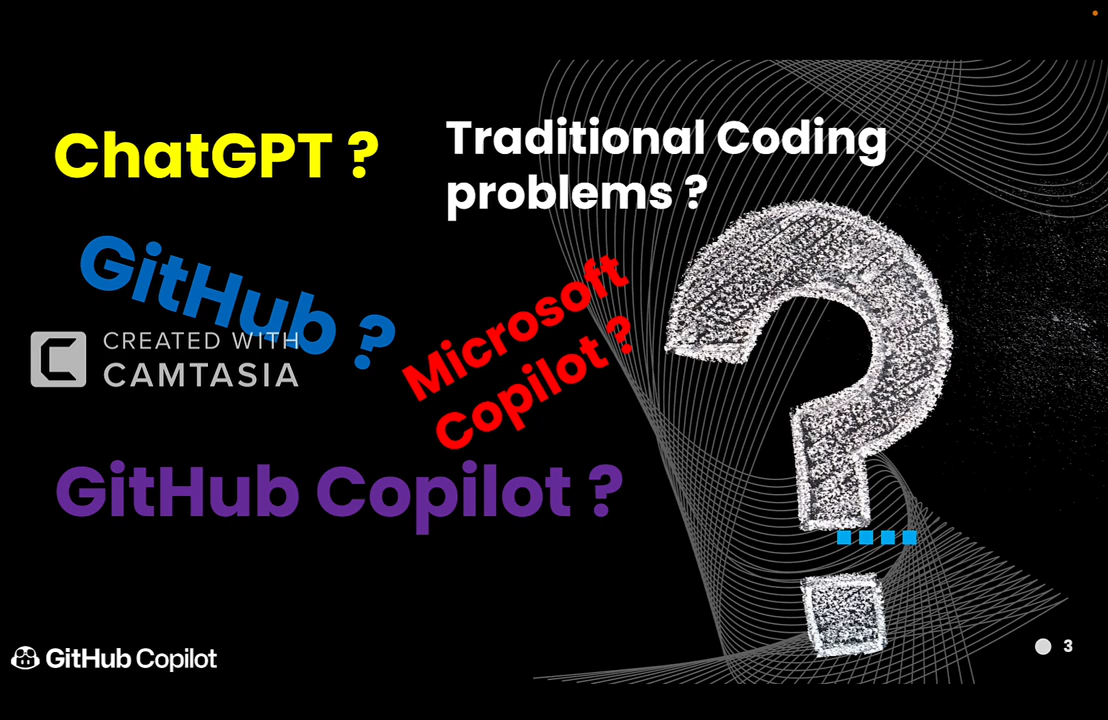 ChatGPT ?
Traditional Coding
problems ?
GitHub ?
Microsoft
Copilot ?
CREATED WITH
CAMTASIA
GitHub Copilot ?
GitHub Copilot
3